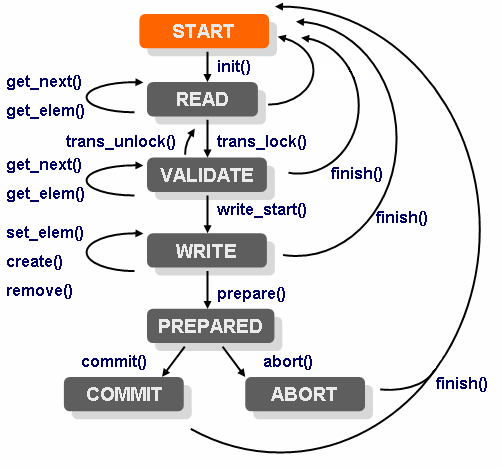 START
init()
get_next()
READ
get_elem()
trans_unlock()
trans_lock()
get_next()
VALIDATE
finish()
get_elem()
write_start()
finish()
set_elem()
WRITE
create()
remove()
prepare()
PREPARED
commit()
abort()
COMMIT
ABORT
finish()